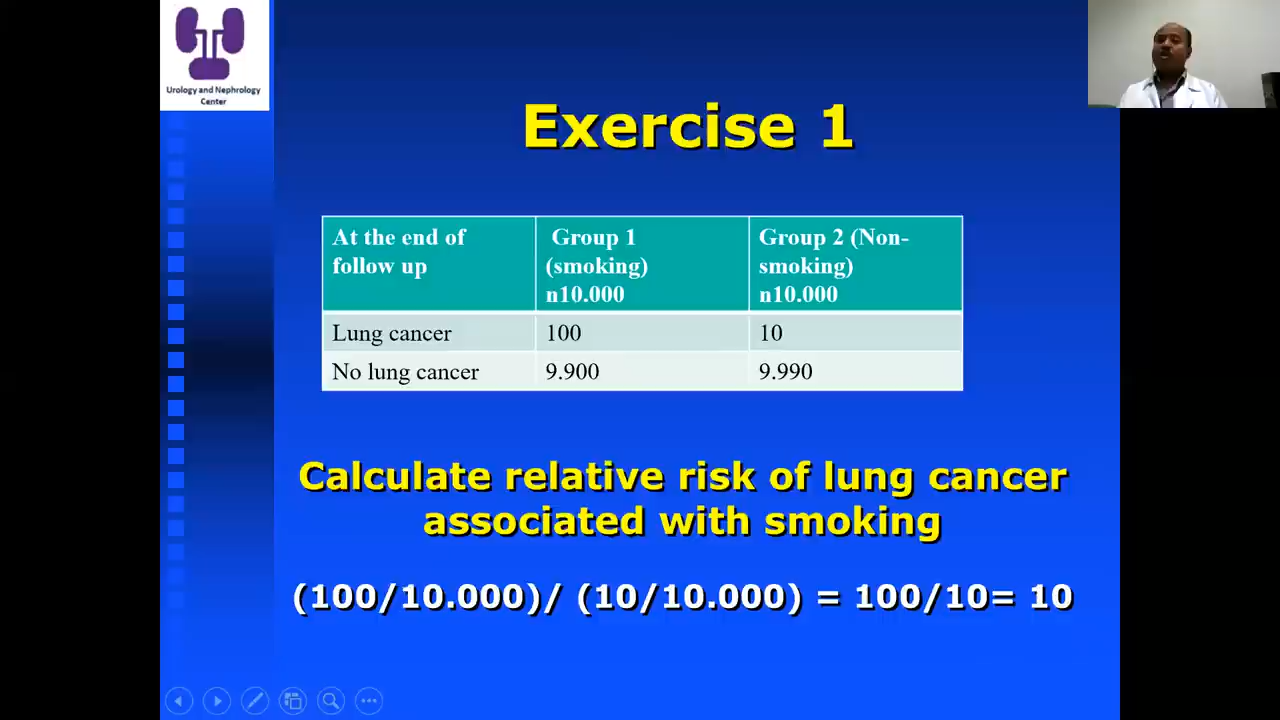 Urology and Nephrology
Center
Exercise 1
At the end of
follow up
Group 1
(smoking)
n10.000
Group 2 (Non-
smoking)
n10.000
Lung cancer
100
10
No lung cancer
9.900
9.990
Calculate relative risk of lung cancer
associated with smoking
(100/10.000)/ (10/10.000) = 100/10= 10